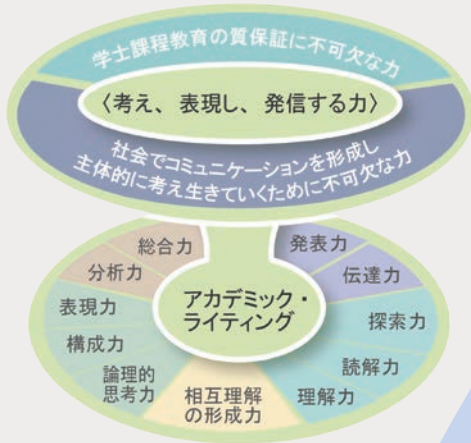 学士課程教育の質保証に不可欠な力
〈考え、表現し、発信する力〉
社会でコミュニケーションを形成し
主体的に考え生きていくために不可欠な力
総合力
発表力
分析力
伝達力
表現力
アカデミック・
ライティング
探索力
構成力
読解力
論理的
思考力
相互理解
の形成力
理解力